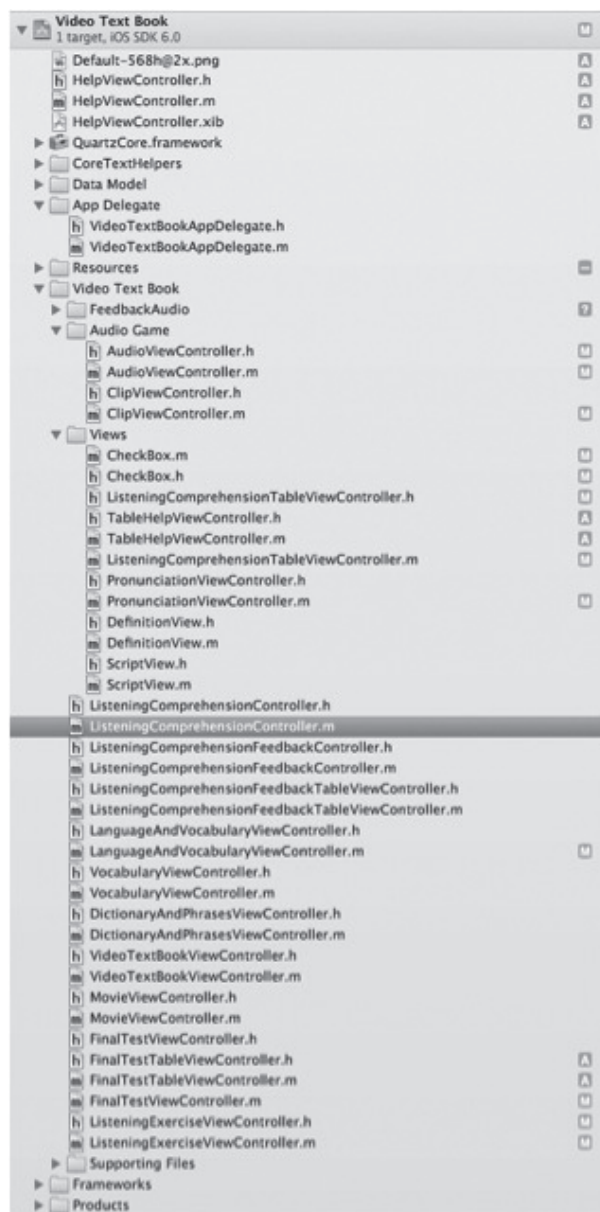 Video Text Book M
1 target, iOS SDK 6.0
Default-568h@2x.png A
h HelpViewController.h A
m HelpViewController.m A
HelpViewController.xib A
QuartzCore.framework
CoreTextHelpers
Data Model
App Delegate
h VideoTextBookAppDelegate.h
m VideoTextBookAppDelegate.m
Resources
Video Text Book
FeedbackAudio ?
Audio Game
h AudioViewController.h M
m AudioViewController.m M
h ClipViewController.h
m ClipViewController.m M
Views
m CheckBox.m M
h CheckBox.h M
h ListeningComprehensionTableViewController.h M
h TableHelpViewController.h A
m TableHelpViewController.m A
m ListeningComprehensionTableViewController.m M
h PronunciationViewController.h
m PronunciationViewController.m M
h DefinitionView.h
m DefinitionView.m
h ScriptView.h
m ScriptView.m
h ListeningComprehensionController.h
m ListeningComprehensionController.m
h ListeningComprehensionFeedbackController.h
m ListeningComprehensionFeedbackController.m
h ListeningComprehensionFeedbackTableViewController.h
m ListeningComprehensionFeedbackTableViewController.m
h LanguageAndVocabularyViewController.h
m LanguageAndVocabularyViewController.m M
h VocabularyViewController.h
m VocabularyViewController.m
h DictionaryAndPhrasesViewController.h
m DictionaryAndPhrasesViewController.m
h VideoTextBookViewController.h
m VideoTextBookViewController.m
h MovieViewController.h
m MovieViewController.m
h FinalTestViewController.h
h FinalTestTableViewController.h A
m FinalTestTableViewController.m A
m FinalTestViewController.m M
h ListeningExerciseViewController.h M
m ListeningExerciseViewController.m M
Supporting Files
Frameworks
Products